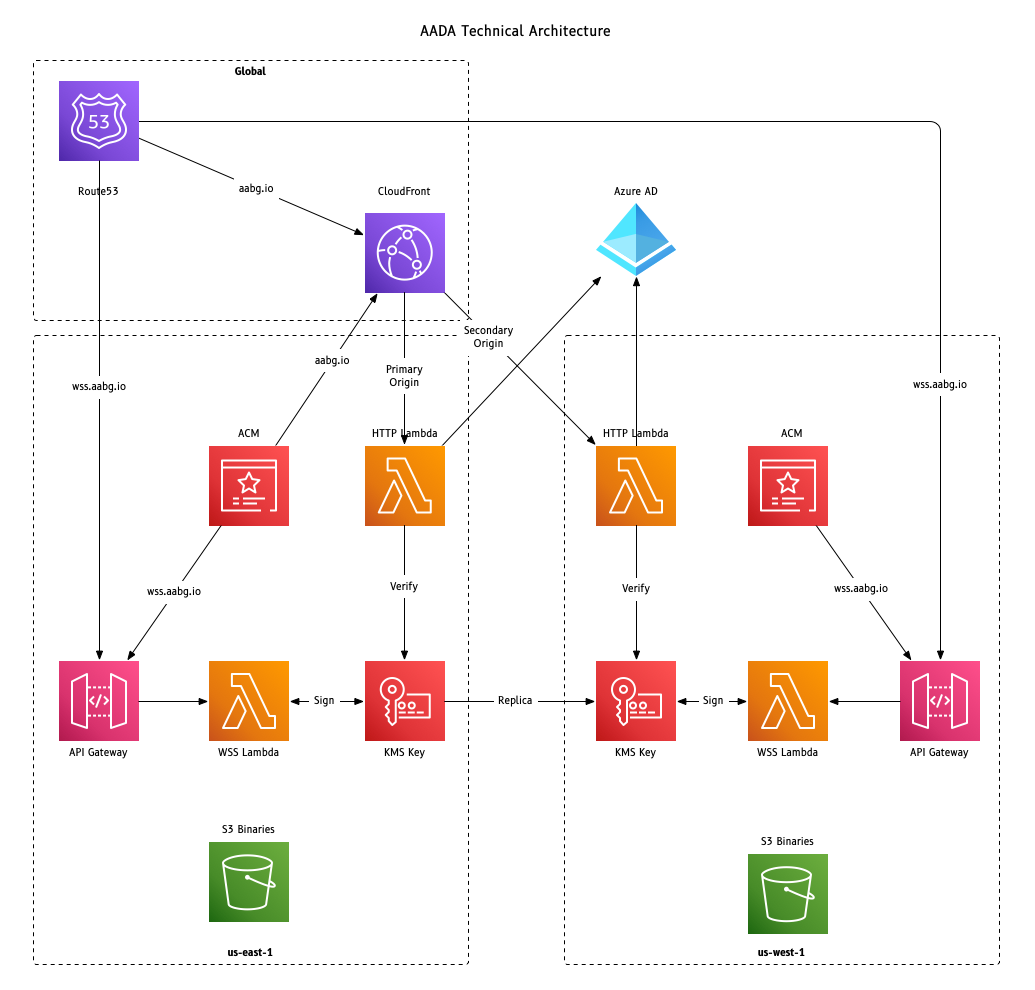 AADA Technical Architecture
Global
53
Route53
aabg.io
CloudFront
Azure AD
Secondary
Origin
aabg.io
Primary
Origin
wss.aabg.io
wss.aabg.io
ACM
HTTP Lambda
HTTP Lambda
ACM
Verify
Verify
wss.aabg.io
wss.aabg.io
</>
Sign
Replica
Sign
</>
API Gateway
WSS Lambda
KMS Key
KMS Key
WSS Lambda
API Gateway
S3 Binaries
S3 Binaries
us-east-1
us-west-1